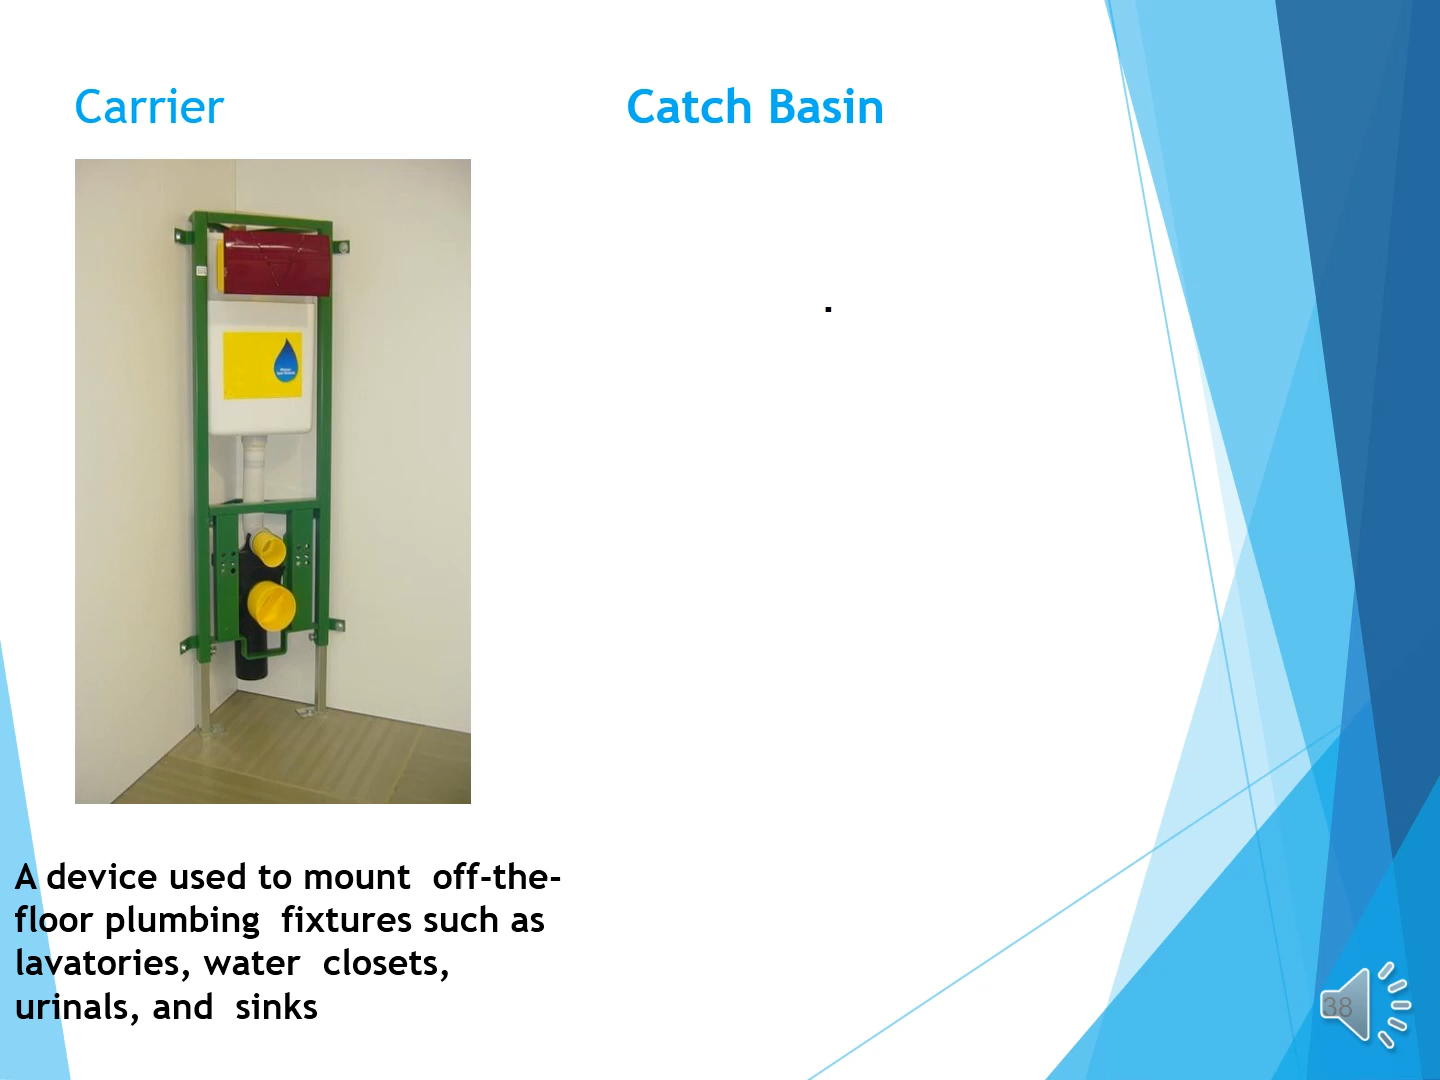 Carrier
Catch Basin
.
A device used to mount off-the-
floor plumbing fixtures such as
lavatories, water closets,
urinals, and sinks
38